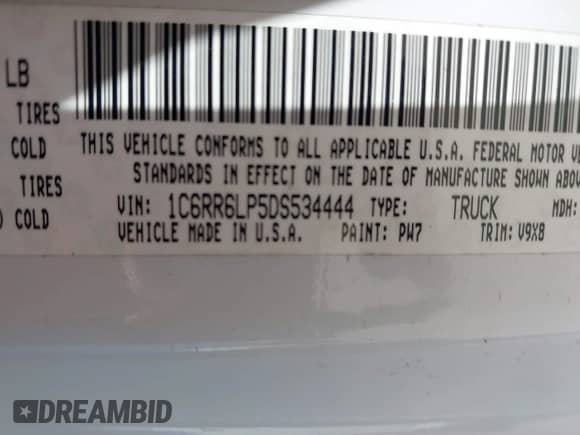 LB
TIRES
COLD THIS VEHICLE CONFORMS TO ALL APPLICABLE U.S.A. FEDERAL MOTOR
STANDARDS IN EFFECT ON THE DATE OF MANUFACTURE SHOWN ABOV
TIRES
VIN: 1C6RR6LP5DS534444 TYPE: TRUCK MDH:
COLD VEHICLE MADE IN U.S.A. PAINT: PW7 TRIM: V9X8
DREAMBID